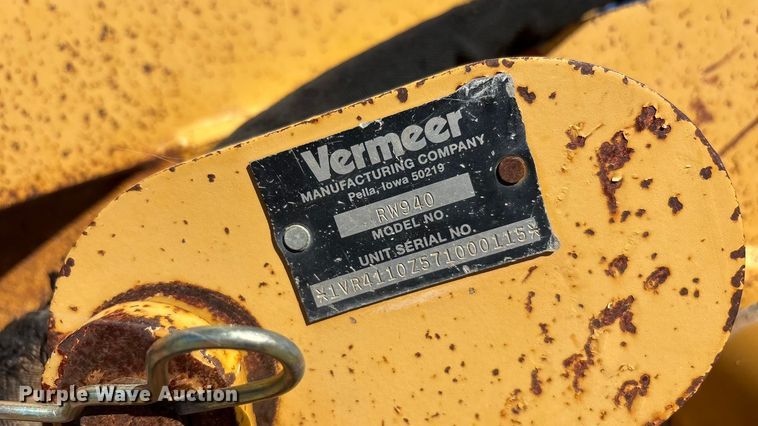 Vermeer
MANUFACTURING COMPANY
Pella, Iowa 50219
RW940
MODEL NO.
UNIT SERIAL NO.
*1VR4110Z571000115*
Purple Wave Auction